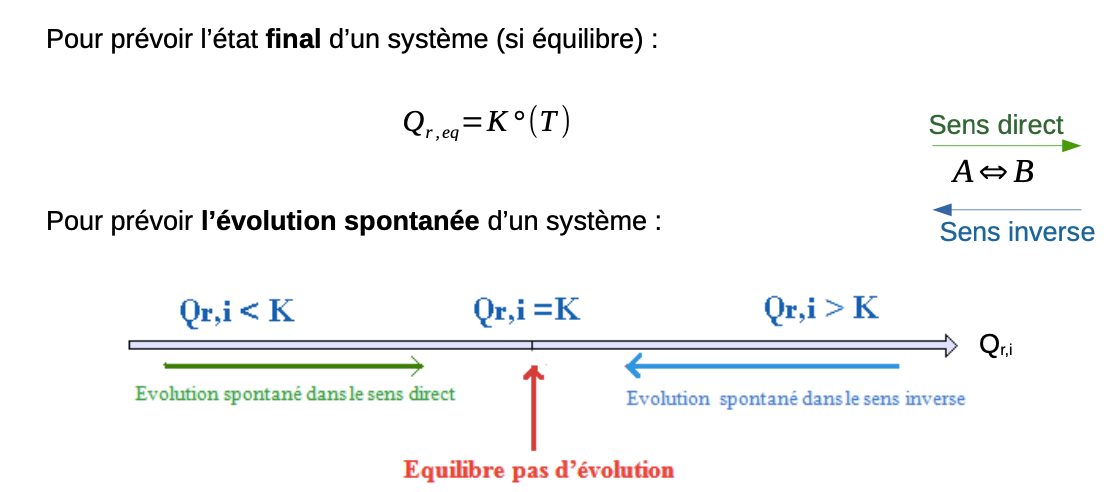 Pour prévoir l’état final d’un système (si équilibre) :
Q_{r,eq}=K°(T)
Sens direct
A⇔B
Sens inverse
Pour prévoir l’évolution spontanée d’un système :
Qr,i < K
Qr,i =K
Qr,i > K
Q_{r,i}
Evolution spontané dans le sens direct
Evolution spontané dans le sens inverse
Equilibre pas d’évolution